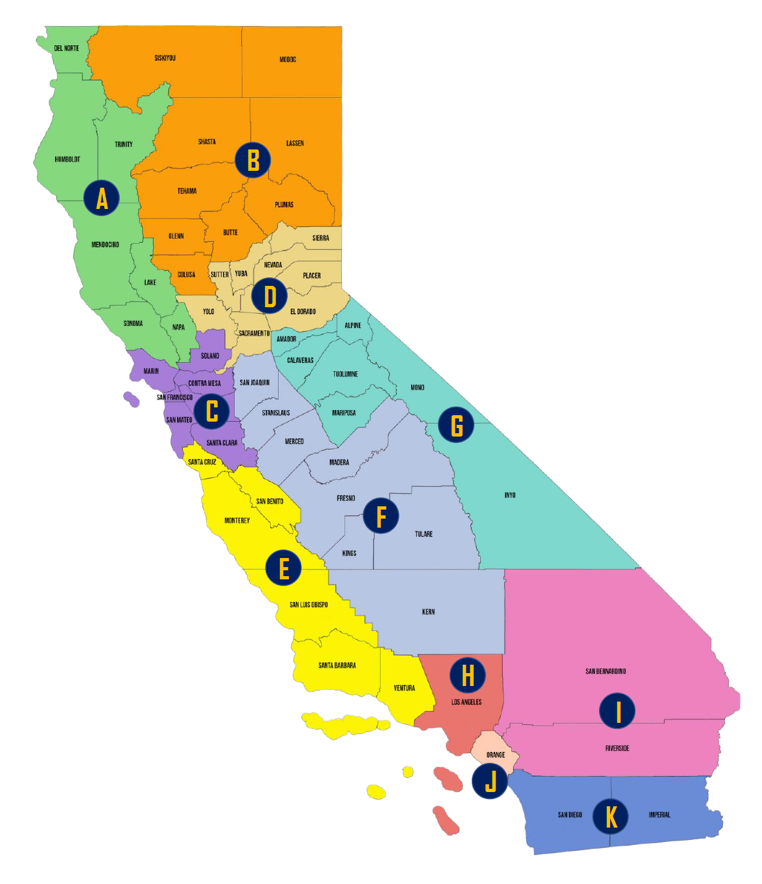 DEL NORTE
SISKIYOU
MODOC
HUMBOLDT
TRINITY
SHASTA
LASSEN
B
A
TEHAMA
PLUMAS
MENDOCINO
GLENN
BUTTE
SIERRA
LAKE
COLUSA
SUTTER
YUBA
NEVADA
PLACER
D
SONOMA
NAPA
YOLO
EL DORADO
SACRAMENTO
ALPINE
AMADOR
SOLANO
CALAVERAS
MARIN
CONTRA MESA
SAN JOAQUIN
TUOLUMNE
MONO
SAN FRANCISCO
C
SAN MATEO
STANISLAUS
MARIPOSA
G
SANTA CLARA
MERCED
SANTA CRUZ
MADERA
SAN BENITO
FRESNO
INYO
MONTEREY
F
TULARE
KINGS
E
SAN LUIS OBISPO
KERN
SANTA BARBARA
VENTURA
H
LOS ANGELES
SAN BERNARDINO
I
RIVERSIDE
ORANGE
J
SAN DIEGO
K
IMPERIAL